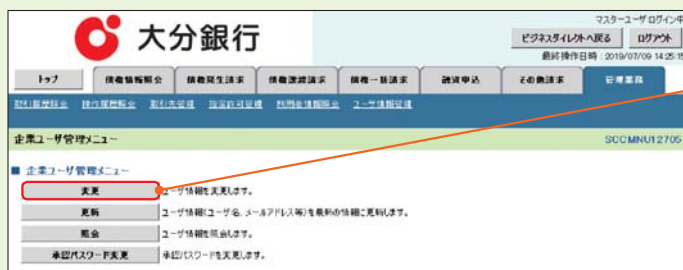 マスターユーザログイン中
大分銀行
ビジネスダイレクトへ戻る ログアウト
最終操作日時：2019/07/09 14:25:15
トップ 債権情報照会 債権発生請求 債権譲渡請求 債権一括請求 融資申込 その他請求 管理業務
取引履歴照会 操作履歴照会 取引先管理 指定許可管理 利用者情報照会 ユーザ情報管理
企業ユーザ管理メニュー SCCMNU12705
■ 企業ユーザ管理メニュー
変更 ユーザ情報を変更します。
更新 ユーザ情報(ユーザ名、メールアドレス等)を最新の情報に更新します。
照会 ユーザ情報を照会します。
承認パスワード変更 承認パスワードを変更します。